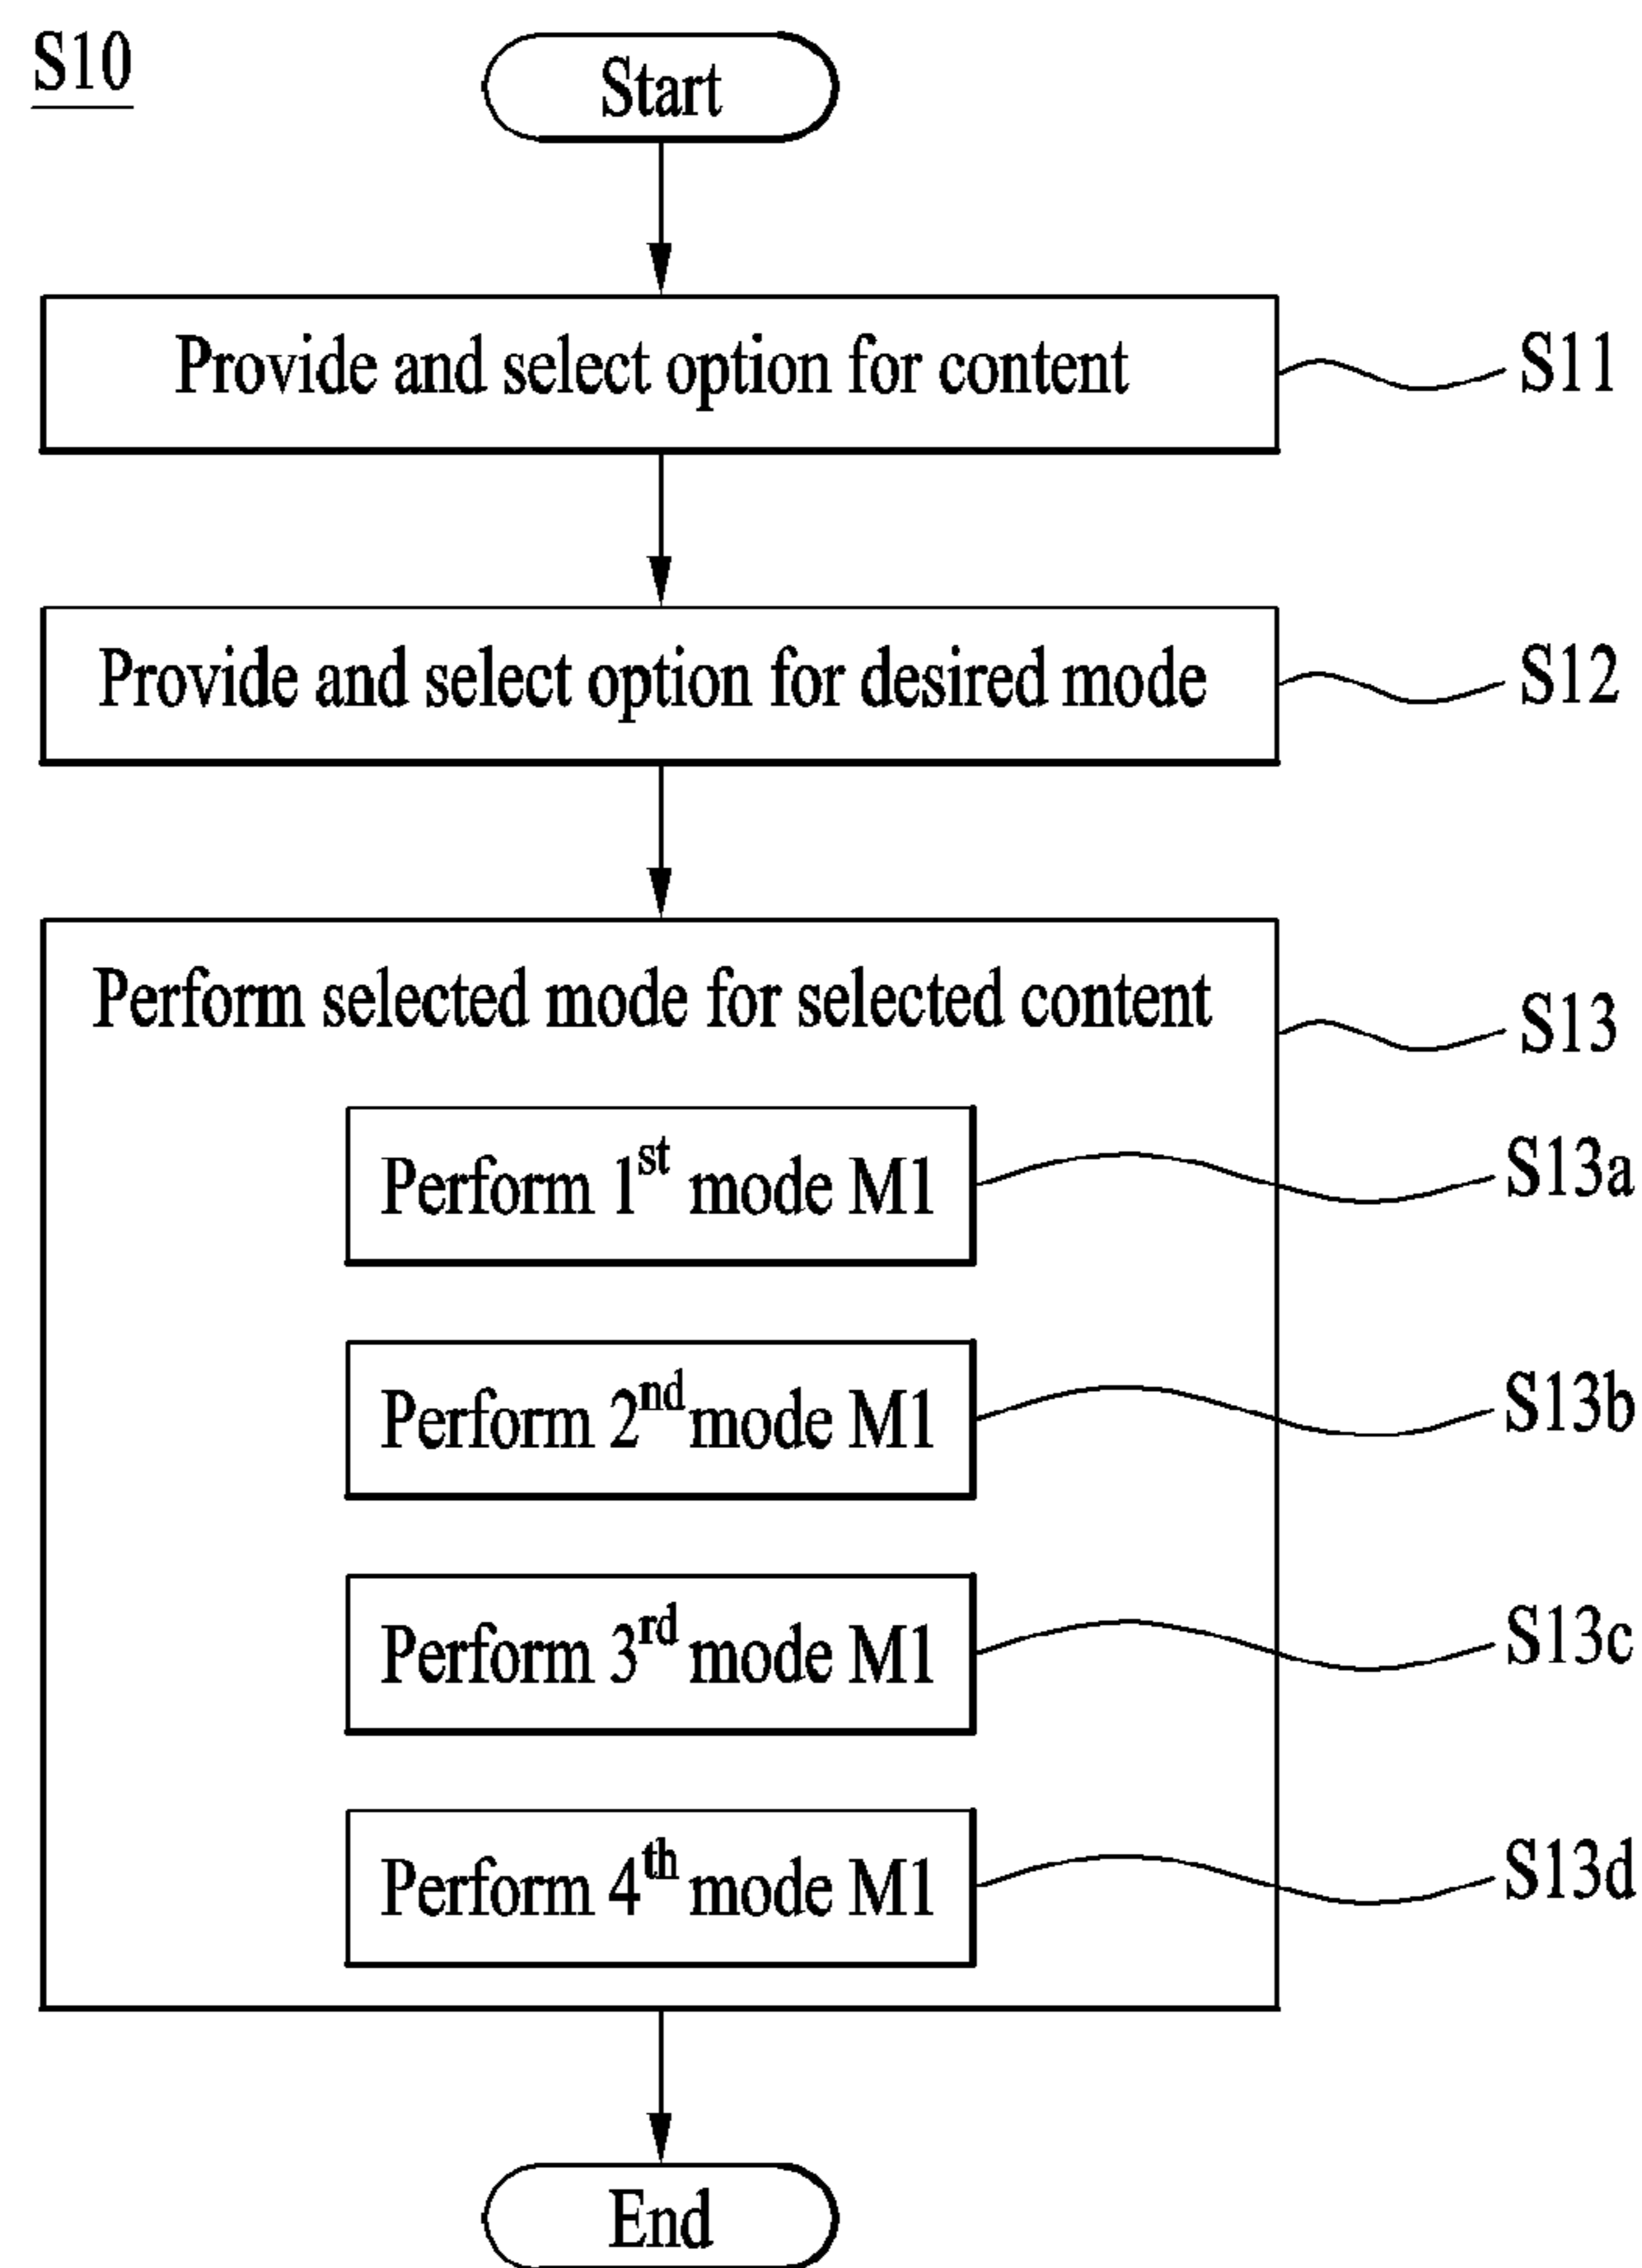 S10
Start
Provide and select option for content
S11
Provide and select option for desired mode
S12
Perform selected mode for selected content
S13
Perform 1st mode M1
S13a
Perform 2nd mode M1
S13b
Perform 3rd mode M1
S13c
Perform 4th mode M1
S13d
End